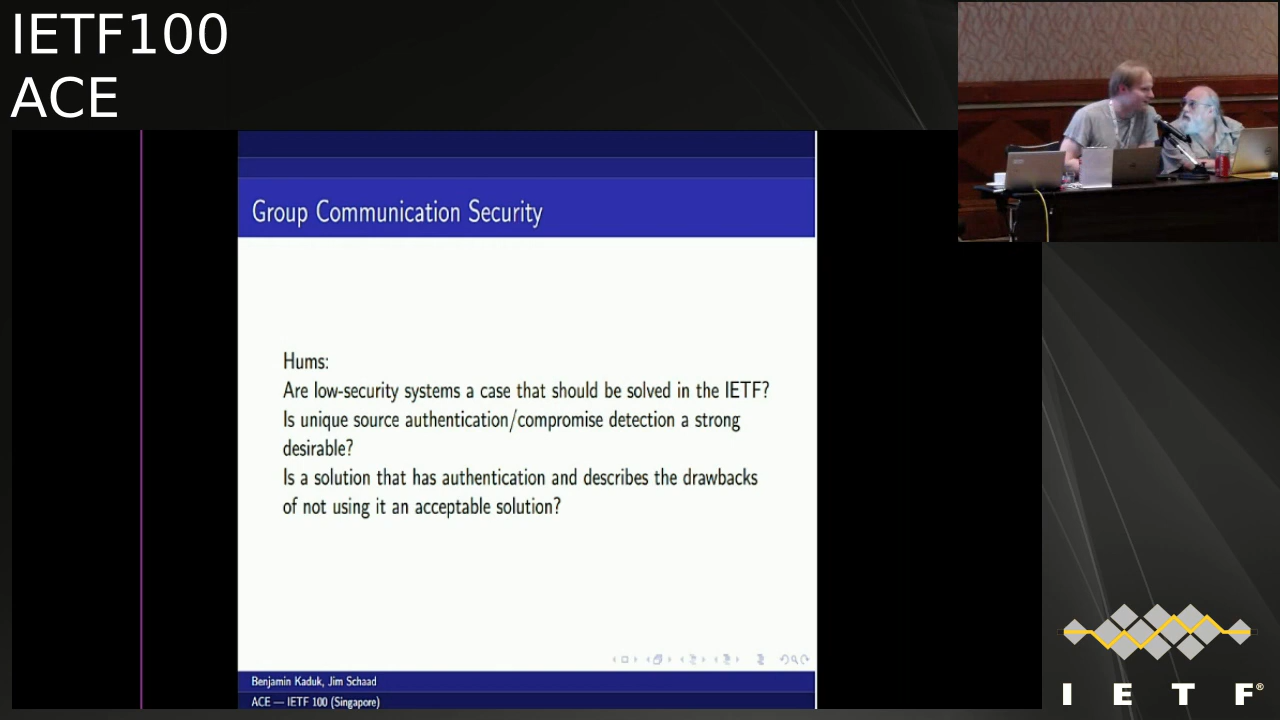 IETF100
ACE
Group Communication Security
Hums:
Are low-security systems a case that should be solved in the IETF?
Is unique source authentication/compromise detection a strong
desirable?
Is a solution that has authentication and describes the drawbacks
of not using it an acceptable solution?
Benjamin Kaduk, Jim Schaad
ACE — IETF 100 (Singapore)
I E T F®